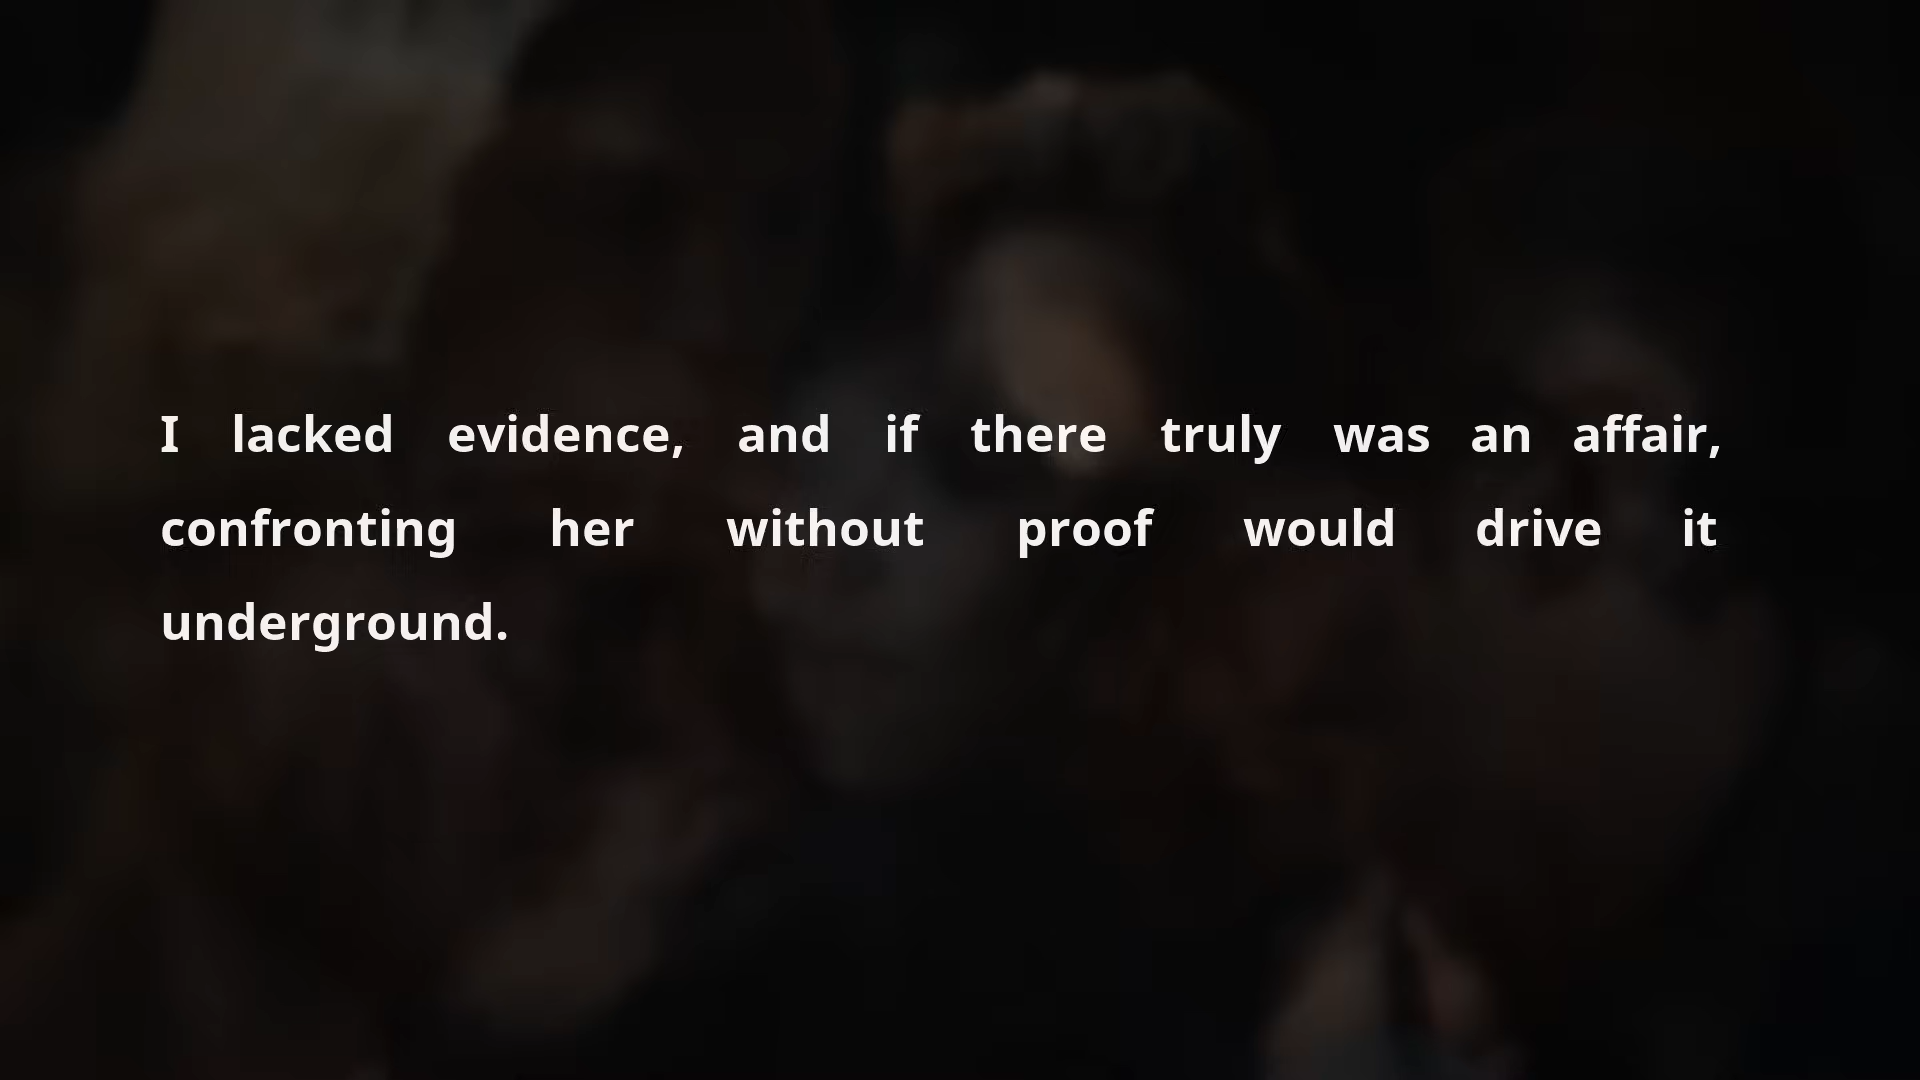 I lacked evidence, and if there truly was an affair,
confronting her without proof would drive it
underground.